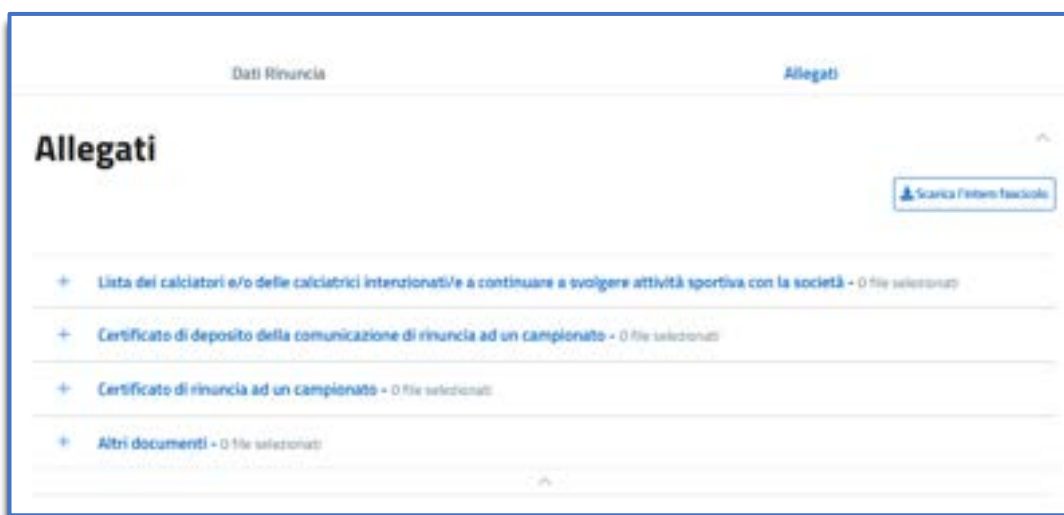 Dati Rinuncia
Allegati
Allegati
Scarica l'intero fascicolo
+ Lista dei calciatori e/o delle calciatrici intenzionati/e a continuare a svolgere attività sportiva con la società - 0 file selezionati
+ Certificato di deposito della comunicazione di rinuncia ad un campionato - 0 file selezionati
+ Certificato di rinuncia ad un campionato - 0 file selezionati
+ Altri documenti - 0 file selezionati